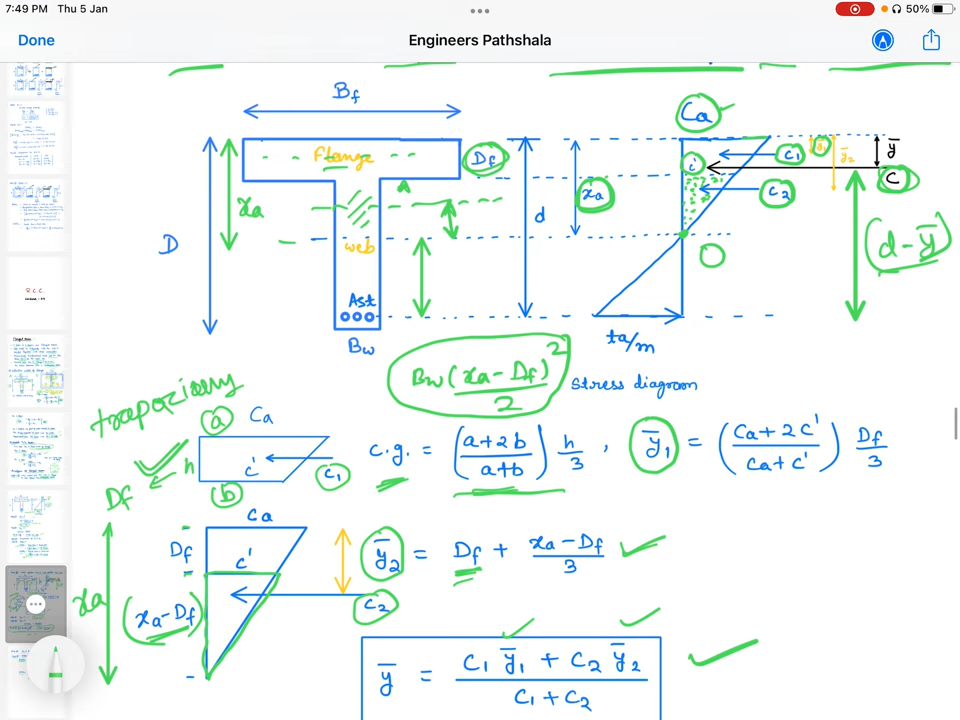 7:49 PM Thu 5 Jan
50%
Done
Engineers Pathshala
Bf
Ca
Flange
Df
c1
y1
ȳ2
ȳ
A
c'
C
xa
xa
c2
D
d
(d-ȳ)
web
O
Ast
Bw
ta/m
Bw(xa-Df)²/2
Stress diagram
trapazium
a
Ca
h
c'
c1
b
Df
c.g. = (a+2b/a+b) h/3 , ȳ1 = (Ca+2c'/Ca+c') Df/3
Ca
Df
c'
ȳ2 = Df + xa-Df/3
xa
(xa-Df)
c2
ȳ = C1 ȳ1 + C2 ȳ2 / C1 + C2